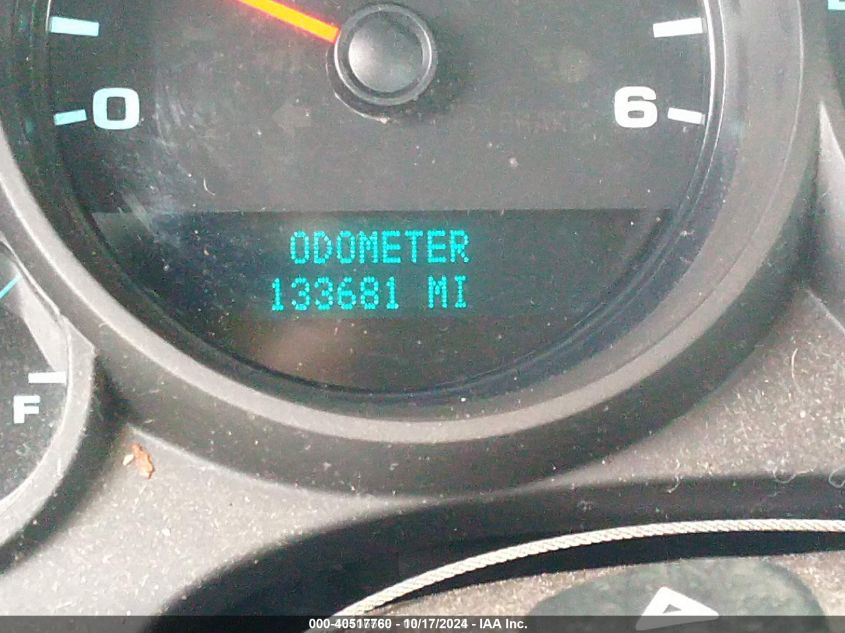 0 6
ODOMETER
133681 MI
F
000-40517760 - 10/17/2024 - IAA Inc.